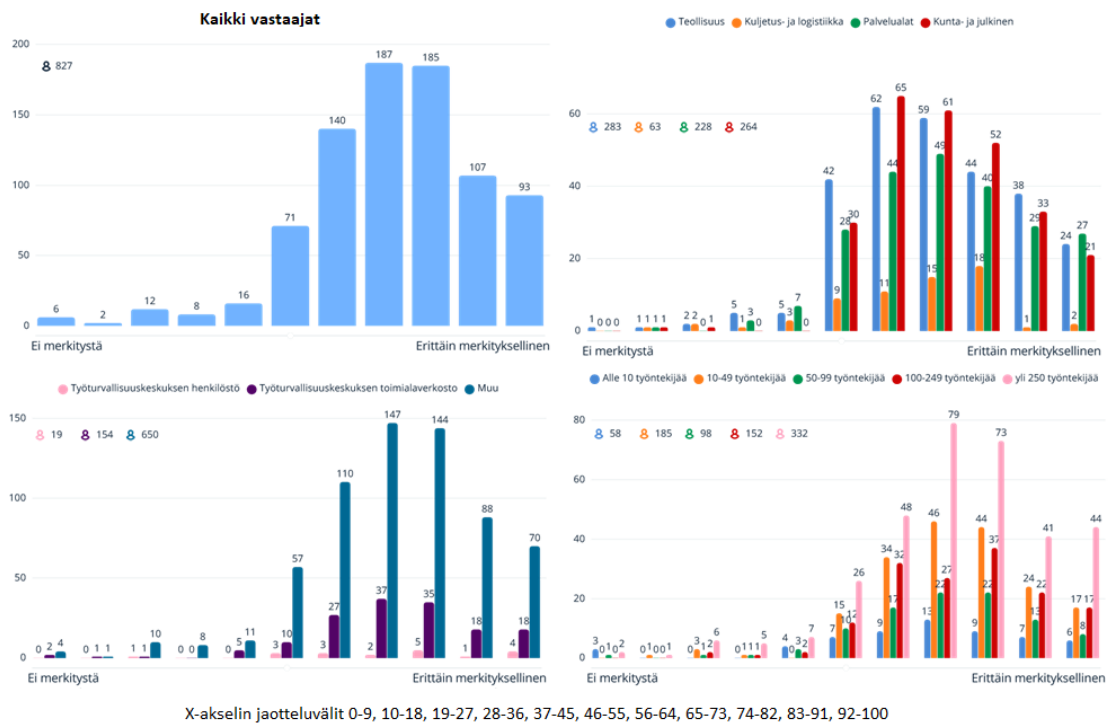 Kaikki vastaajat
200
827
187
185
150
140
107
100
93
71
50
16
12
8
6
2
0
Ei merkitystä Erittäin merkityksellinen
Teollisuus Kuljetus- ja logistiikka Palvelualat Kunta- ja julkinen
60
283 63 228 264
40
20
0
1 0 0 0 1 1 1 1 2 2 0 1 5 1 3 0 5 3 7 0 42 9 28 30 62 11 44 65 59 15 49 61 44 18 40 52 38 1 29 33 24 2 27 21
Ei merkitystä Erittäin merkityksellinen
Työturvallisuuskeskuksen henkilöstö Työturvallisuuskeskuksen toimialaverkosto Muu
150
19 154 650
100
50
0
0 2 4 0 1 1 1 1 10 0 0 8 0 5 11 3 10 57 3 27 110 2 37 147 5 35 144 1 18 88 4 18 70
Ei merkitystä Erittäin merkityksellinen
Alle 10 työntekijää 10-49 työntekijää 50-99 työntekijää 100-249 työntekijää yli 250 työntekijää
80
58 185 98 152 332
60
40
20
0
3 0 1 0 2 0 1 0 0 1 0 3 1 2 6 0 1 1 1 5 4 0 3 2 7 7 15 10 12 26 9 34 17 32 48 13 46 22 27 79 9 44 22 37 73 7 24 13 22 41 6 17 8 17 44
Ei merkitystä Erittäin merkityksellinen
X-akselin jaotteluvälit 0-9, 10-18, 19-27, 28-36, 37-45, 46-55, 56-64, 65-73, 74-82, 83-91, 92-100